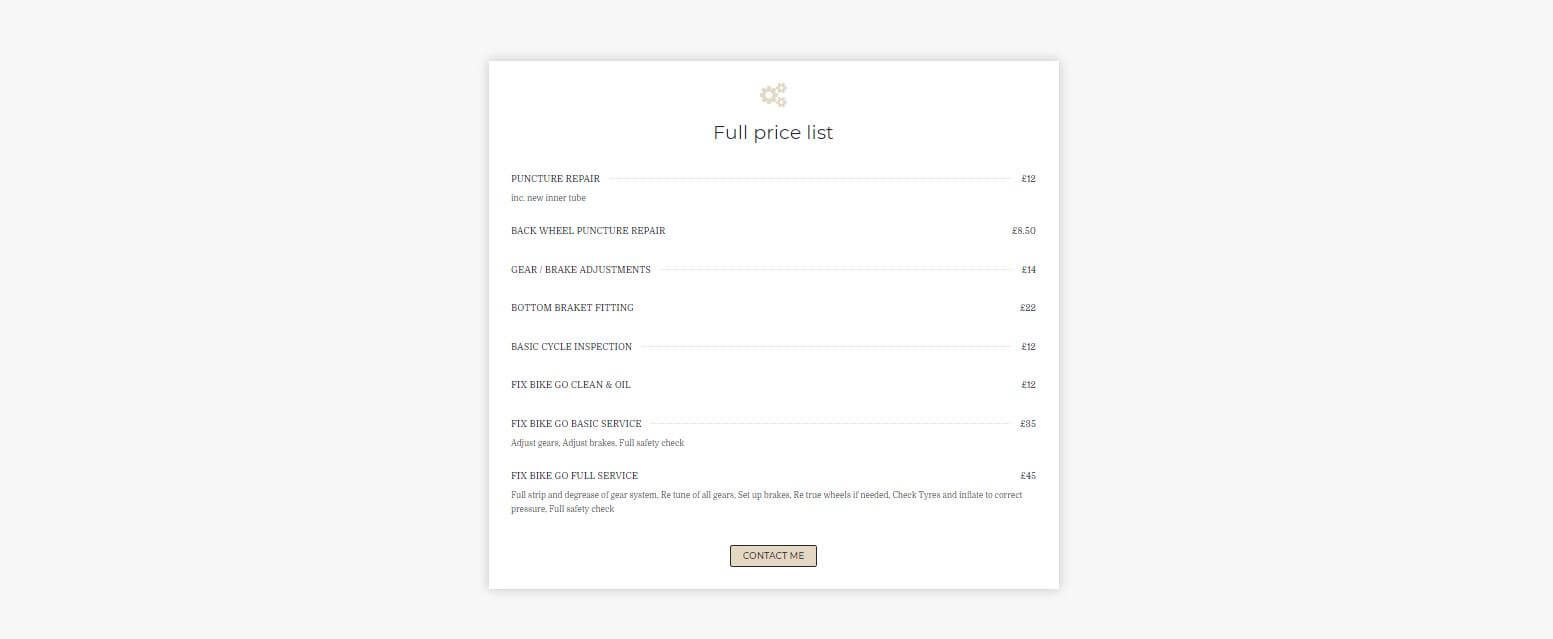 Full price list
PUNCTURE REPAIR £12
inc. new inner tube
BACK WHEEL PUNCTURE REPAIR £8.50
GEAR / BRAKE ADJUSTMENTS £14
BOTTOM BRAKET FITTING £22
BASIC CYCLE INSPECTION £12
FIX BIKE GO CLEAN & OIL £12
FIX BIKE GO BASIC SERVICE £35
Adjust gears, Adjust brakes, Full safety check
FIX BIKE GO FULL SERVICE £45
Full strip and degrease of gear system, Re tune of all gears, Set up brakes, Re true wheels if needed, Check Tyres and inflate to correct
pressure, Full safety check
CONTACT ME